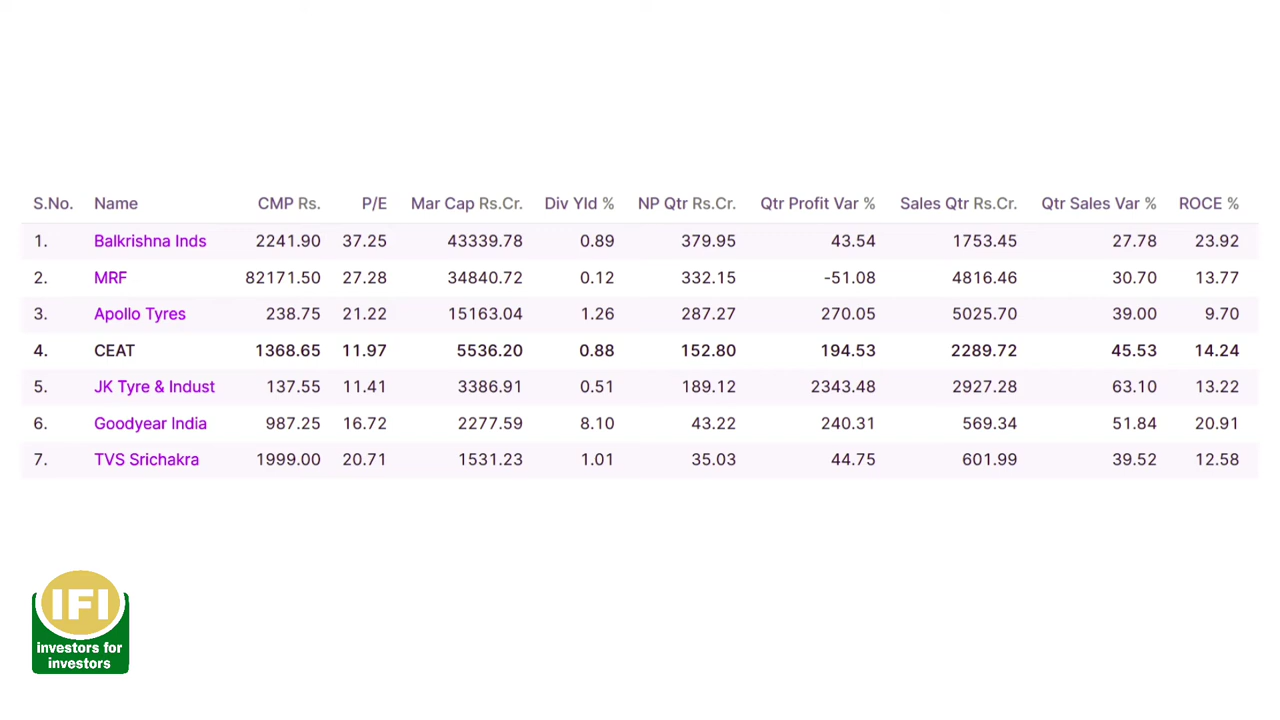 S.No. Name CMP Rs. P/E Mar Cap Rs.Cr. Div Yld % NP Qtr Rs.Cr. Qtr Profit Var % Sales Qtr Rs.Cr. Qtr Sales Var % ROCE %
1. Balkrishna Inds 2241.90 37.25 43339.78 0.89 379.95 43.54 1753.45 27.78 23.92
2. MRF 82171.50 27.28 34840.72 0.12 332.15 -51.08 4816.46 30.70 13.77
3. Apollo Tyres 238.75 21.22 15163.04 1.26 287.27 270.05 5025.70 39.00 9.70
4. CEAT 1368.65 11.97 5536.20 0.88 152.80 194.53 2289.72 45.53 14.24
5. JK Tyre & Indust 137.55 11.41 3386.91 0.51 189.12 2343.48 2927.28 63.10 13.22
6. Goodyear India 987.25 16.72 2277.59 8.10 43.22 240.31 569.34 51.84 20.91
7. TVS Srichakra 1999.00 20.71 1531.23 1.01 35.03 44.75 601.99 39.52 12.58
IFI
investors for
investors